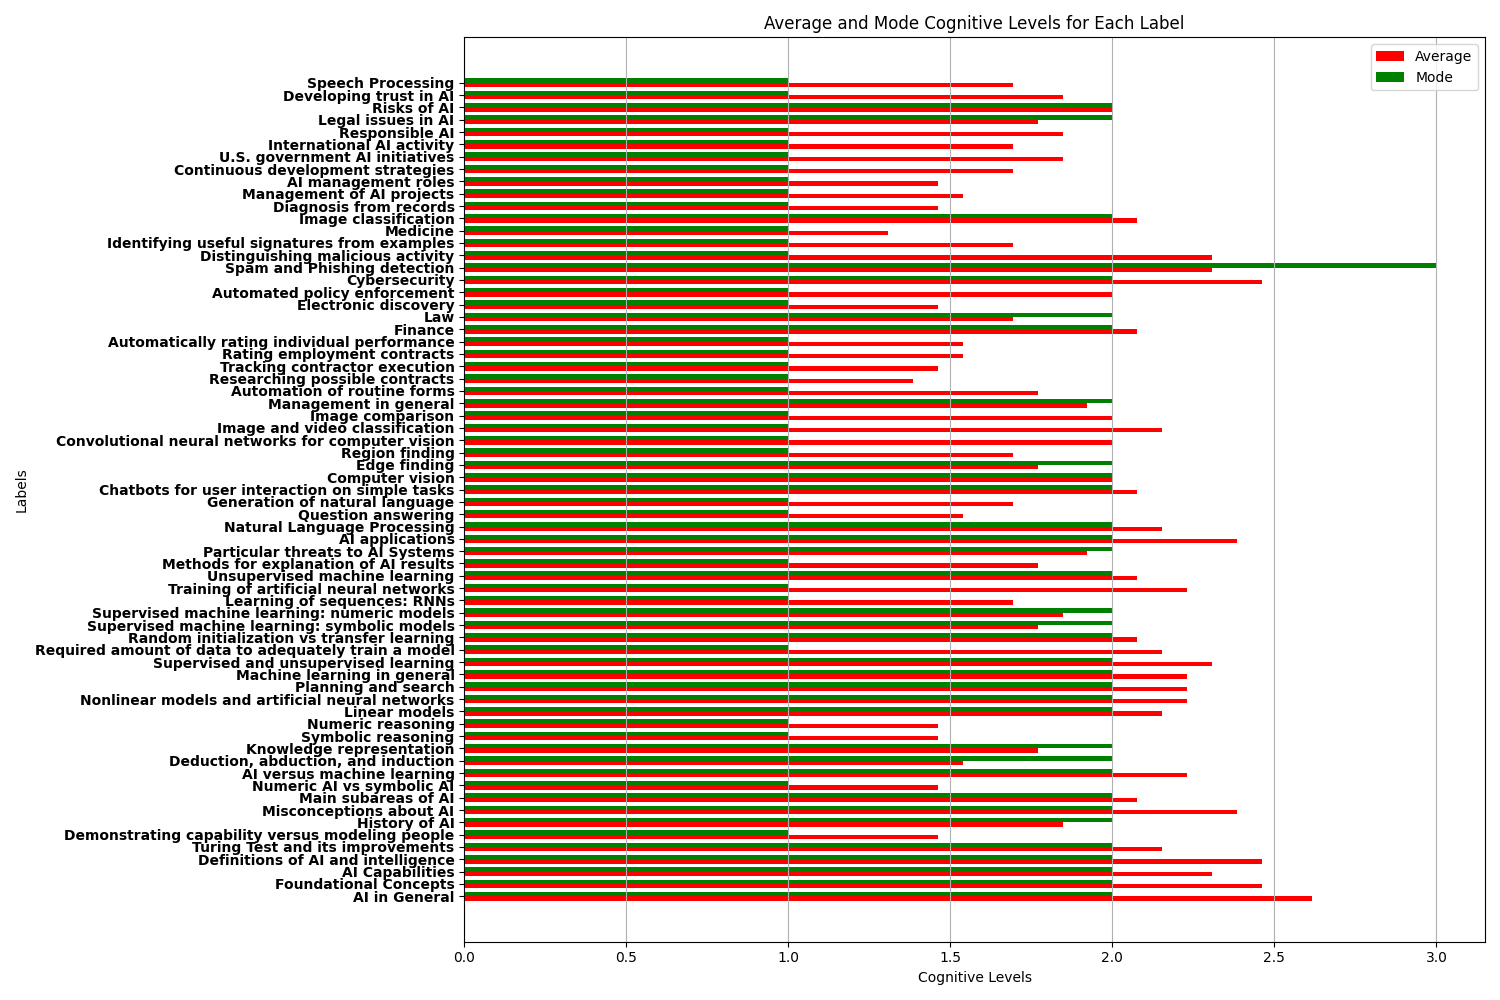 Average and Mode Cognitive Levels for Each Label
Average
Mode
Speech Processing
Developing trust in AI
Risks of AI
Legal issues in AI
Responsible AI
International AI activity
U.S. government AI initiatives
Continuous development strategies
AI management roles
Management of AI projects
Diagnosis from records
Image classification
Medicine
Identifying useful signatures from examples
Distinguishing malicious activity
Spam and Phishing detection
Cybersecurity
Automated policy enforcement
Electronic discovery
Law
Finance
Automatically rating individual performance
Rating employment contracts
Tracking contractor execution
Researching possible contracts
Automation of routine forms
Management in general
Image comparison
Image and video classification
Convolutional neural networks for computer vision
Region finding
Edge finding
Computer vision
Chatbots for user interaction on simple tasks
Generation of natural language
Question answering
Natural Language Processing
AI applications
Particular threats to AI Systems
Methods for explanation of AI results
Unsupervised machine learning
Training of artificial neural networks
Learning of sequences: RNNs
Supervised machine learning: numeric models
Supervised machine learning: symbolic models
Random initialization vs transfer learning
Required amount of data to adequately train a model
Supervised and unsupervised learning
Machine learning in general
Planning and search
Nonlinear models and artificial neural networks
Linear models
Numeric reasoning
Symbolic reasoning
Knowledge representation
Deduction, abduction, and induction
AI versus machine learning
Numeric AI vs symbolic AI
Main subareas of AI
Misconceptions about AI
History of AI
Demonstrating capability versus modeling people
Turing Test and its improvements
Definitions of AI and intelligence
AI Capabilities
Foundational Concepts
AI in General
Labels
0.0 0.5 1.0 1.5 2.0 2.5 3.0
Cognitive Levels